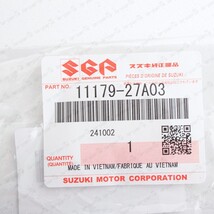 SGP
SUZUKI GENUINE PARTS
スズキ純正部品
PIÈCES D'ORIGINE DE SUZUKI
PART NO.
11179-27A03
241002
QUANTITY
QUANTITÉ
1
MADE IN VIETNAM/FABRIQUE AU VIETNAM
SUZUKI MOTOR CORPORATION